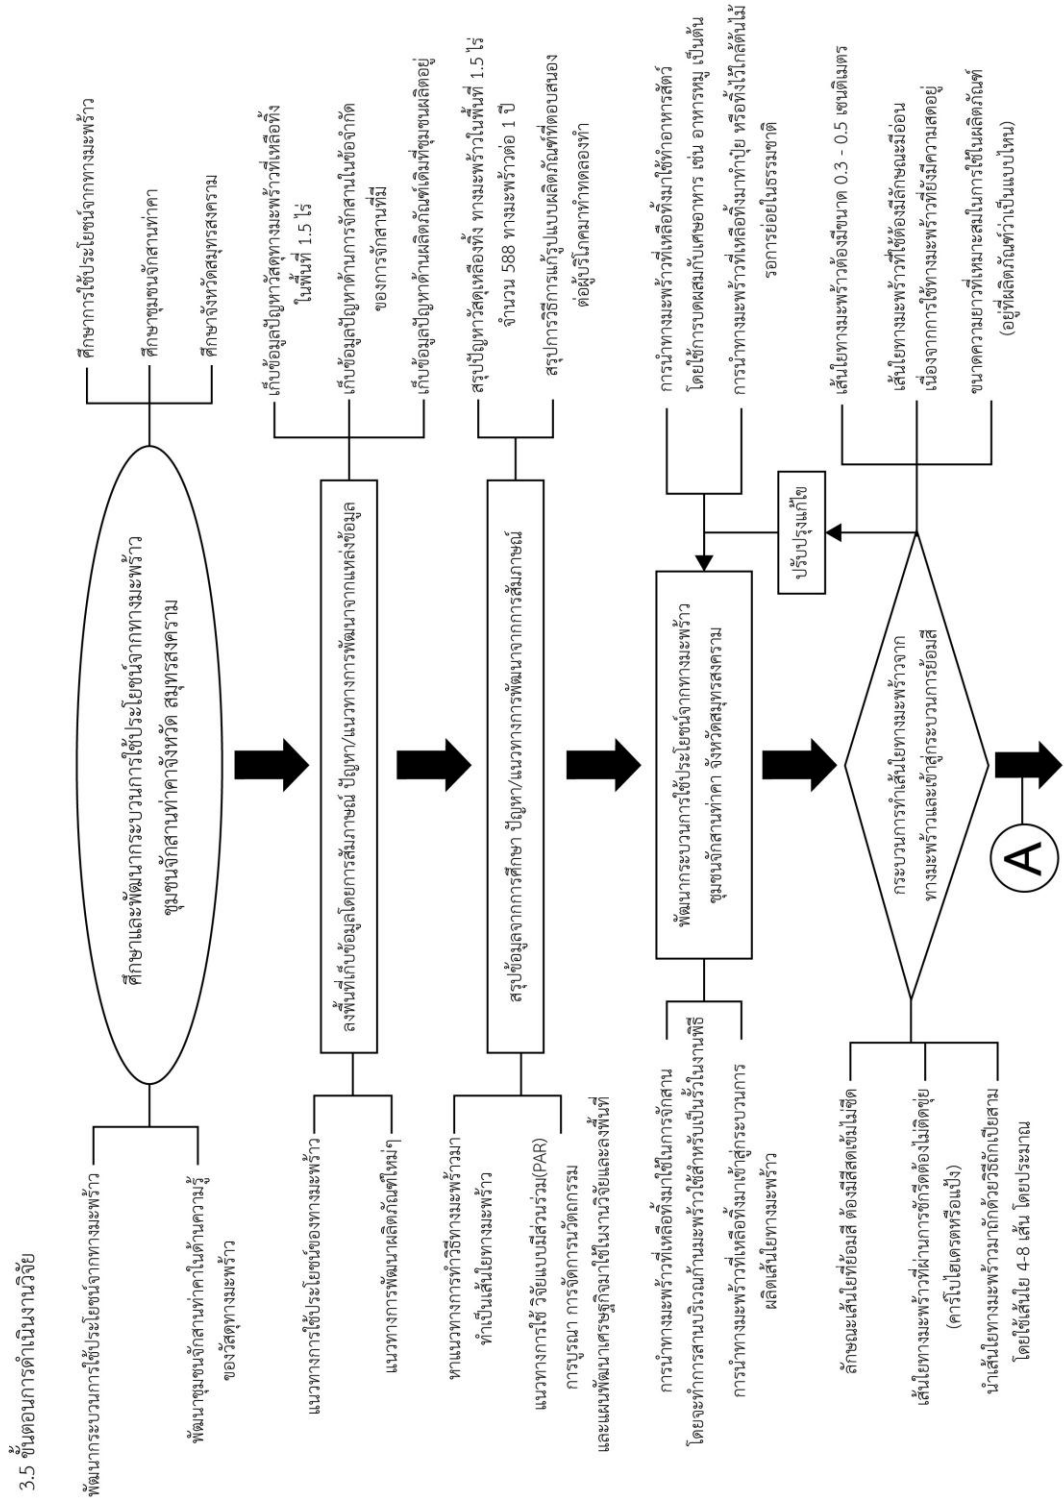 3.5 ขั้นตอนการดำเนินงานวิจัย
พัฒนากระบวนการใช้ประโยชน์จากทางมะพร้าว
พัฒนาชุมชนจักสานท่าคาในด้านความรู้
ของวัสดุทางมะพร้าว
ศึกษาและพัฒนากระบวนการใช้ประโยชน์จากทางมะพร้าว
ชุมชนจักสานท่าคาจังหวัด สมุทรสงคราม
ศึกษาการใช้ประโยชน์จากทางมะพร้าว
ศึกษาชุมชนจักสานท่าคา
ศึกษาจังหวัดสมุทรสงคราม
แนวทางการใช้ประโยชน์ของทางมะพร้าว
แนวทางการพัฒนาผลิตภัณฑ์ใหม่ๆ
ลงพื้นที่เก็บข้อมูลโดยการสัมภาษณ์ ปัญหา/แนวทางการพัฒนาจากแหล่งข้อมูล
เก็บข้อมูลปัญหาวัสดุทางมะพร้าวที่เหลือทิ้ง
ในพื้นที่ 1.5 ไร่
เก็บข้อมูลปัญหาด้านการจักสานในข้อจำกัด
ของการจักสานที่มี
เก็บข้อมูลปัญหาด้านผลิตภัณฑ์เดิมที่ชุมชนผลิตอยู่
หาแนวทางการทำวิธีทางมะพร้าวมา
ทำเป็นเส้นใยทางมะพร้าว
แนวทางการใช้ วิจัยแบบมีส่วนร่วม(PAR)
การบูรณา การจัดการนวัตกรรม
และแผนพัฒนาเศรษฐกิจมาใช้ในงานวิจัยและลงพื้นที่
สรุปข้อมูลจากการศึกษา ปัญหา/แนวทางการพัฒนาจากการสัมภาษณ์
สรุปปัญหาวัสดุเหลือทิ้ง ทางมะพร้าวในพื้นที่ 1.5 ไร่
จำนวน 588 ทางมะพร้าวต่อ 1 ปี
สรุปการวิธีการแก้รูปแบบผลิตภัณฑ์ที่ตอบสนอง
ต่อผู้บริโภคมาทำทดลองทำ
การนำทางมะพร้าวที่เหลือทิ้งมาใช้ในการจักสาน
โดยจะทำการสานบริเวณก้านมะพร้าวใช้สำหรับเป็นรั้วในงานพิธี
การนำทางมะพร้าวที่เหลือทิ้งมาเข้าสู่กระบวนการ
ผลิตเส้นใยทางมะพร้าว
พัฒนากระบวนการใช้ประโยชน์จากทางมะพร้าว
ชุมชนจักสานท่าคา จังหวัดสมุทรสงคราม
การนำทางมะพร้าวที่เหลือทิ้งมาใช้ทำอาหารสัตว์
โดยใช้การบดผสมกับเศษอาหาร เช่น อาหารหมู เป็นต้น
การนำทางมะพร้าวที่เหลือทิ้งมาทำปุ๋ย หรือทิ้งไว้ใกล้ต้นไม้
รอการย่อยในธรรมชาติ
ปรับปรุงแก้ไข
ลักษณะเส้นใยที่ย้อมสี ต้องมีสีสดเข้มไม่ซีด
เส้นใยทางมะพร้าวที่ผ่านการชักรีดต้องไม่ติดขุ่ย
(คาร์โบไฮเดรตหรือแป้ง)
นำเส้นใยทางมะพร้าวมาถักด้วยวิธีถักเปียสาม
โดยใช้เส้นใย 4-8 เส้น โดยประมาณ
กระบวนการทำเส้นใยทางมะพร้าวจาก
ทางมะพร้าวและเข้าสู่กระบวนการย้อมสี
เส้นใยทางมะพร้าวต้องมีขนาด 0.3 - 0.5 เซนติเมตร
เส้นใยทางมะพร้าวที่ใช้ต้องมีลักษณะมีอ่อน
เนื่องจากการใช้ทางมะพร้าวที่ยังมีความสดอยู่
ขนาดความยาวที่เหมาะสมในการใช้ในผลิตภัณฑ์
(อยู่ที่ผลิตภัณฑ์ว่าเป็นแบบไหน)
A